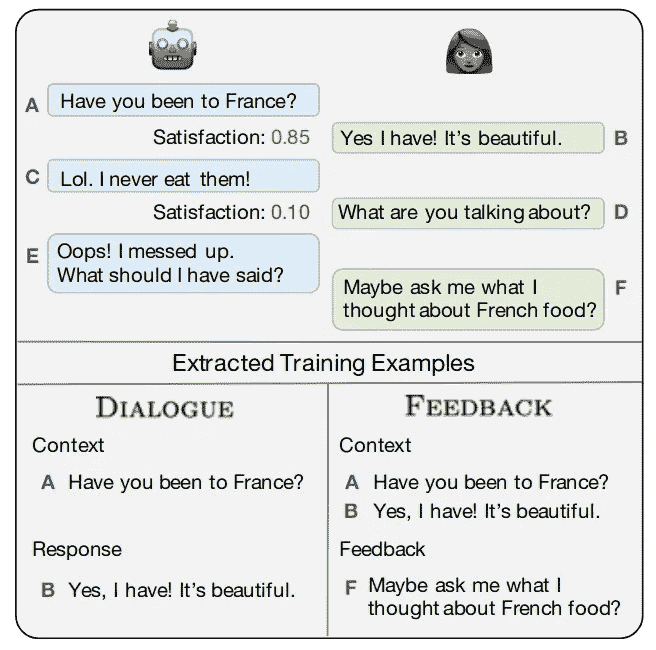 A Have you been to France?
Satisfaction: 0.85
Yes I have! It's beautiful. B
C Lol. I never eat them!
Satisfaction: 0.10
What are you talking about? D
E Oops! I messed up.
What should I have said?
Maybe ask me what I F
thought about French food?
Extracted Training Examples
DIALOGUE
Context
A Have you been to France?
Response
B Yes, I have! It's beautiful.
FEEDBACK
Context
A Have you been to France?
B Yes, I have! It's beautiful.
Feedback
F Maybe ask me what I
thought about French food?